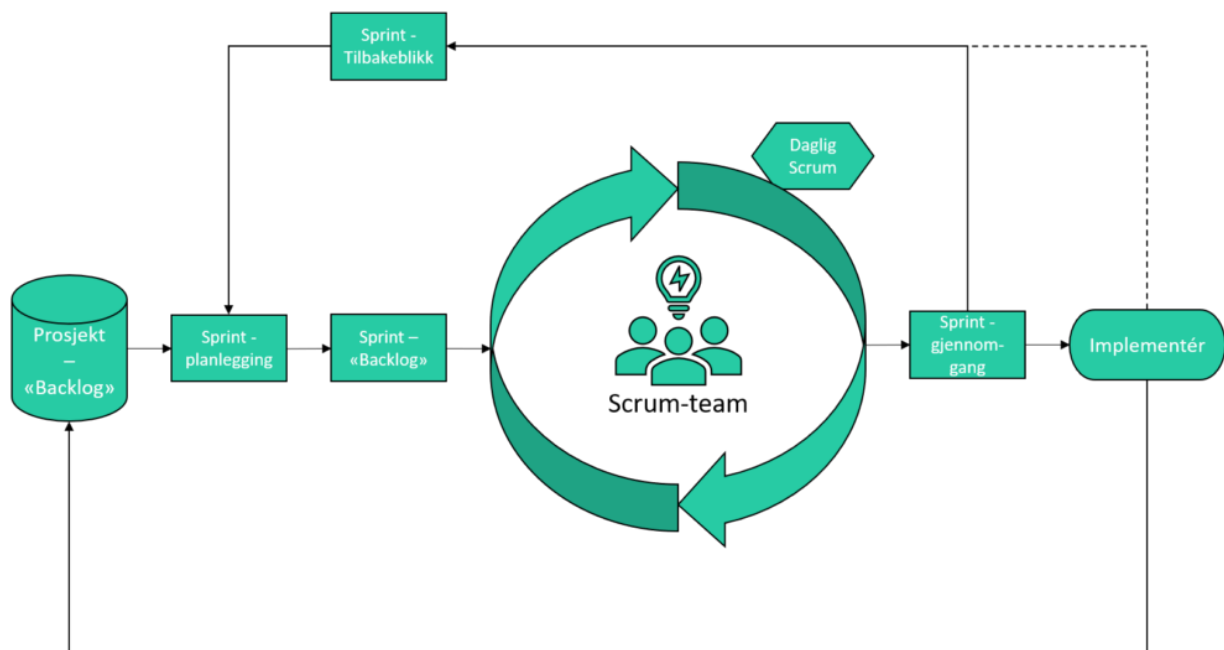 Sprint -
Tilbakeblikk
Daglig
Scrum
Prosjekt
–
«Backlog»
Sprint -
planlegging
Sprint –
«Backlog»
Scrum-team
Sprint -
gjennom-
gang
Implementér